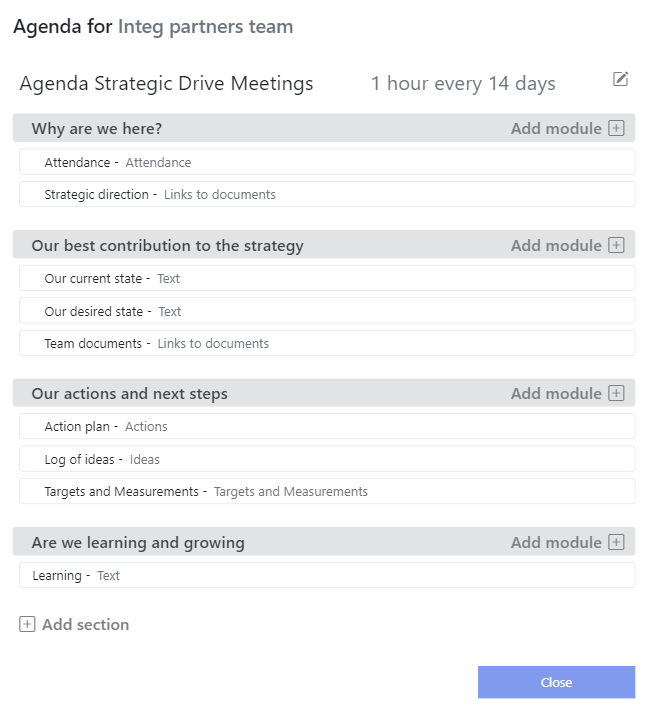 Agenda for Integ partners team
Agenda Strategic Drive Meetings 1 hour every 14 days
Why are we here? Add module
Attendance - Attendance
Strategic direction - Links to documents
Our best contribution to the strategy Add module
Our current state - Text
Our desired state - Text
Team documents - Links to documents
Our actions and next steps Add module
Action plan - Actions
Log of ideas - Ideas
Targets and Measurements - Targets and Measurements
Are we learning and growing Add module
Learning - Text
Add section
Close